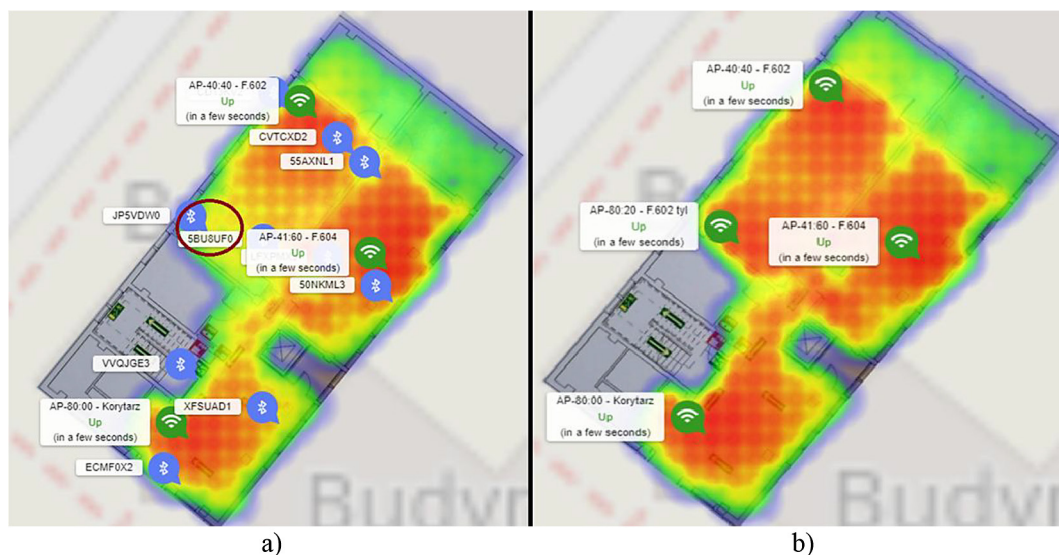 AP-40:40 - F.602
Up
(in a few seconds)
CVTCXD2
55AXNL1
JP5VDW0
5BU8UF0
AP-41:60 - F.604
Up
(in a few seconds)
50NKML3
VVQJGE3
AP-80:00 - Korytarz
Up
(in a few seconds)
XFSUAD1
ECMF0X2
Budyn
a)
AP-40:40 - F.602
Up
(in a few seconds)
AP-80:20 - F.602 tyl
Up
(in a few seconds)
AP-41:60 - F.604
Up
(in a few seconds)
AP-80:00 - Korytarz
Up
(in a few seconds)
Budyn
b)